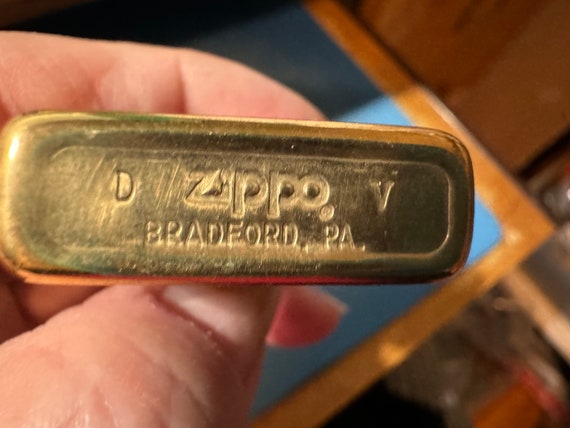 D Zippo V
BRADFORD, PA.